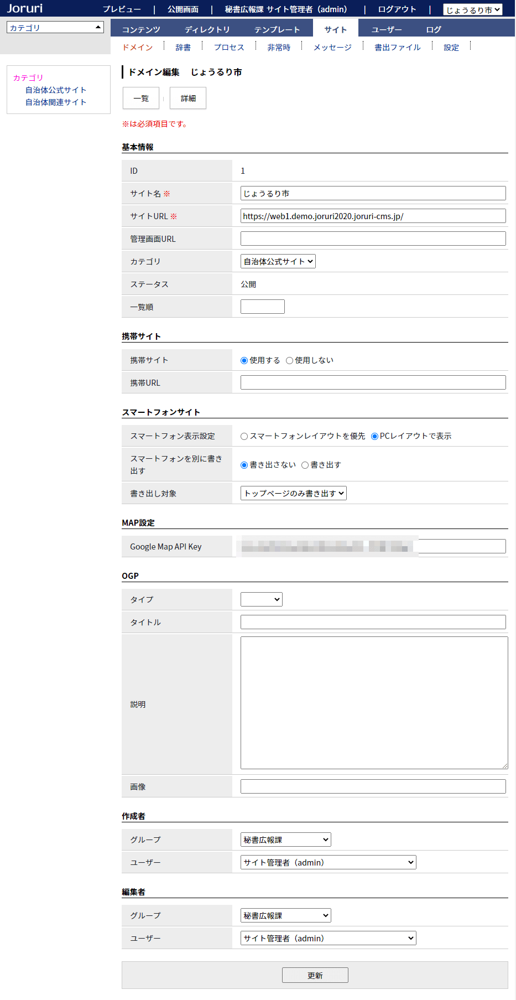 Joruri プレビュー | 公開画面 | 秘書広報課 サイト管理者（admin） | ログアウト | じょうるり市
カテゴリ
コンテンツ ディレクトリ テンプレート サイト ユーザー ログ
ドメイン 辞書 プロセス 非常時 メッセージ 書出ファイル 設定
カテゴリ
自治体公式サイト
自治体関連サイト
ドメイン編集 じょうるり市
一覧 詳細
※は必須項目です。
基本情報
ID 1
サイト名 ※ じょうるり市
サイトURL ※ https://web1.demo.joruri2020.joruri-cms.jp/
管理画面URL
カテゴリ 自治体公式サイト
ステータス 公開
一覧順
携帯サイト
携帯サイト 使用する 使用しない
携帯URL
スマートフォンサイト
スマートフォン表示設定 スマートフォンレイアウトを優先 PCレイアウトで表示
スマートフォンを別に書き
出す 書き出さない 書き出す
書き出し対象 トップページのみ書き出す
MAP設定
Google Map API Key
OGP
タイプ
タイトル
説明
画像
作成者
グループ 秘書広報課
ユーザー サイト管理者（admin）
編集者
グループ 秘書広報課
ユーザー サイト管理者（admin）
更新